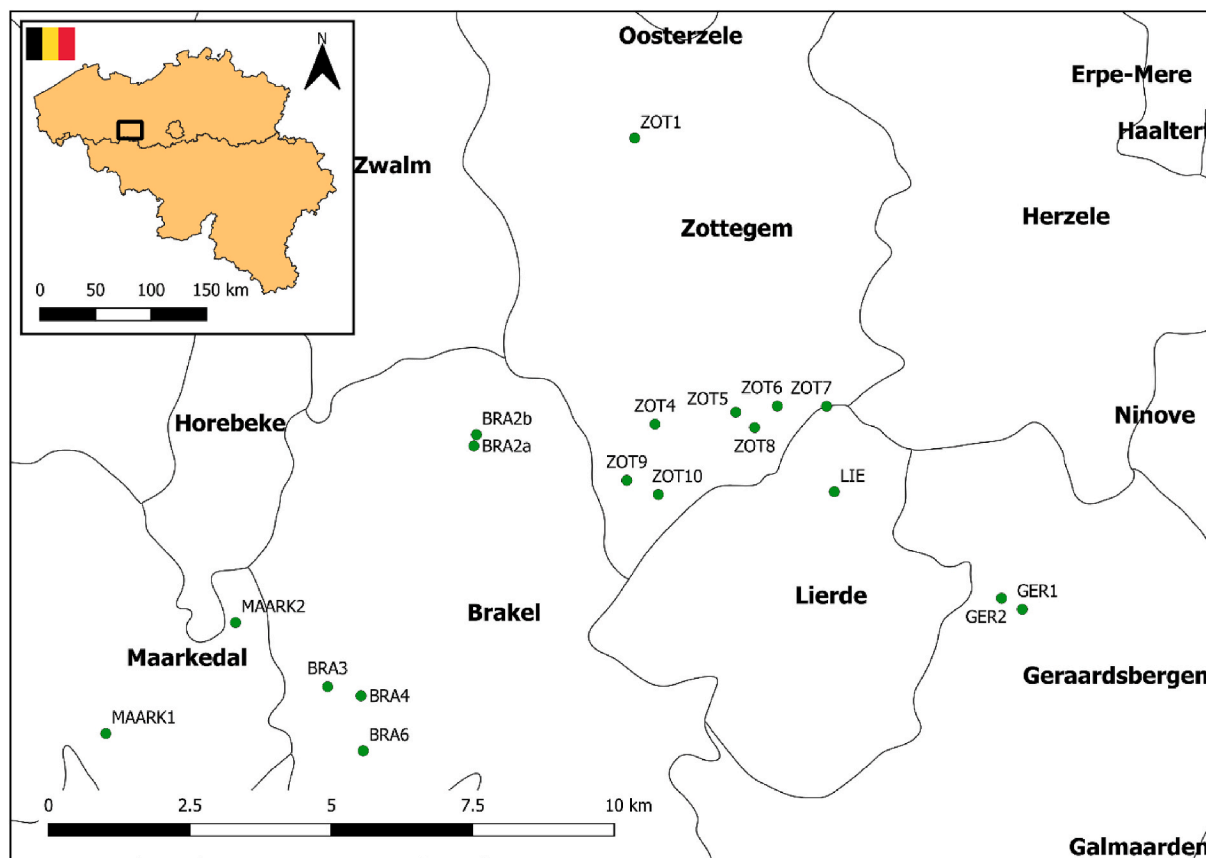 N
0 50 100 150 km
Oosterzele
Erpe-Mere
Haaltert
ZOT1
Zwalm
Zottegem
Herzele
ZOT6 ZOT7
ZOT5
ZOT4
ZOT8
Ninove
Horebeke
BRA2b
BRA2a
ZOT9
ZOT10
LIE
MAARK2
Brakel
Lierde
GER1
GER2
Maarkedal
BRA3
BRA4
Geraardsbergen
MAARK1
BRA6
0 2.5 5 7.5 10 km
Galmaarden